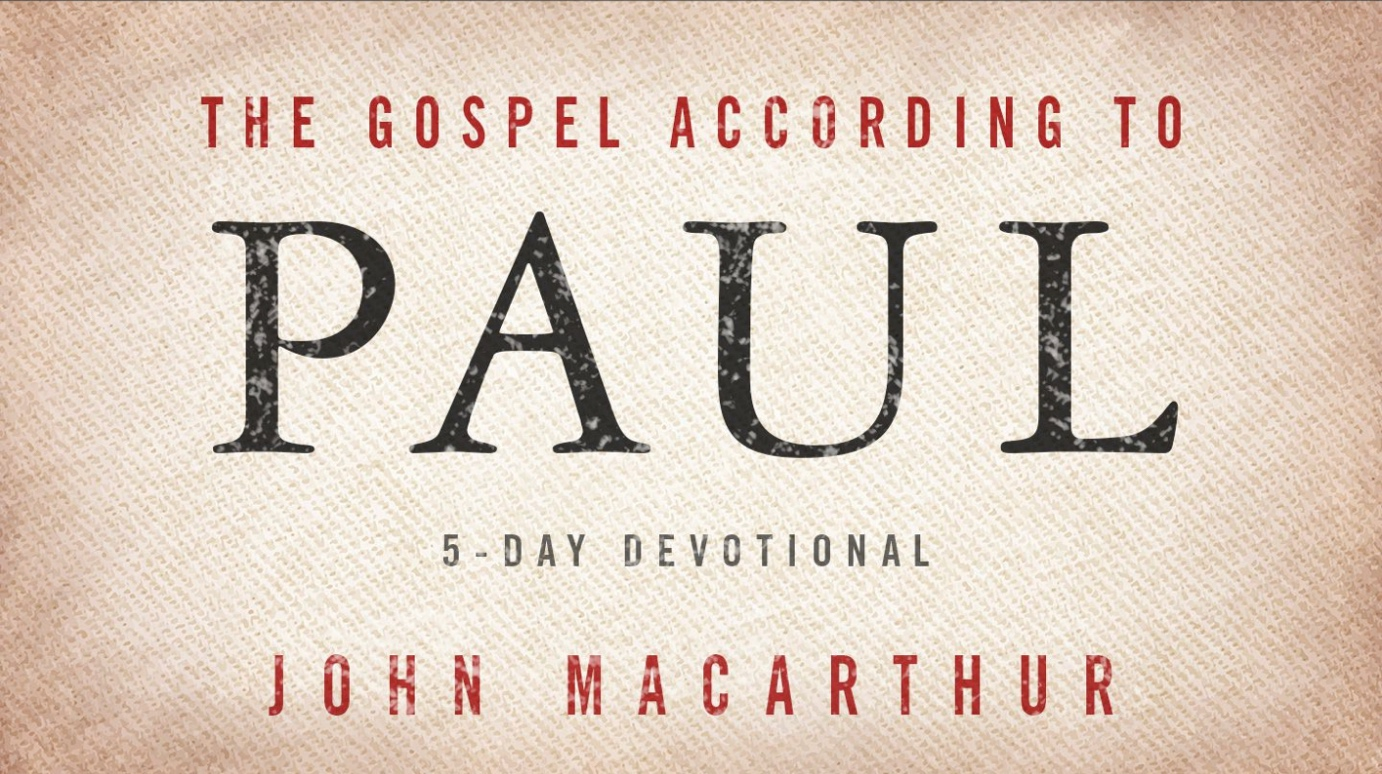 THE GOSPEL ACCORDING TO
PAUL
5-DAY DEVOTIONAL
JOHN MACARTHUR